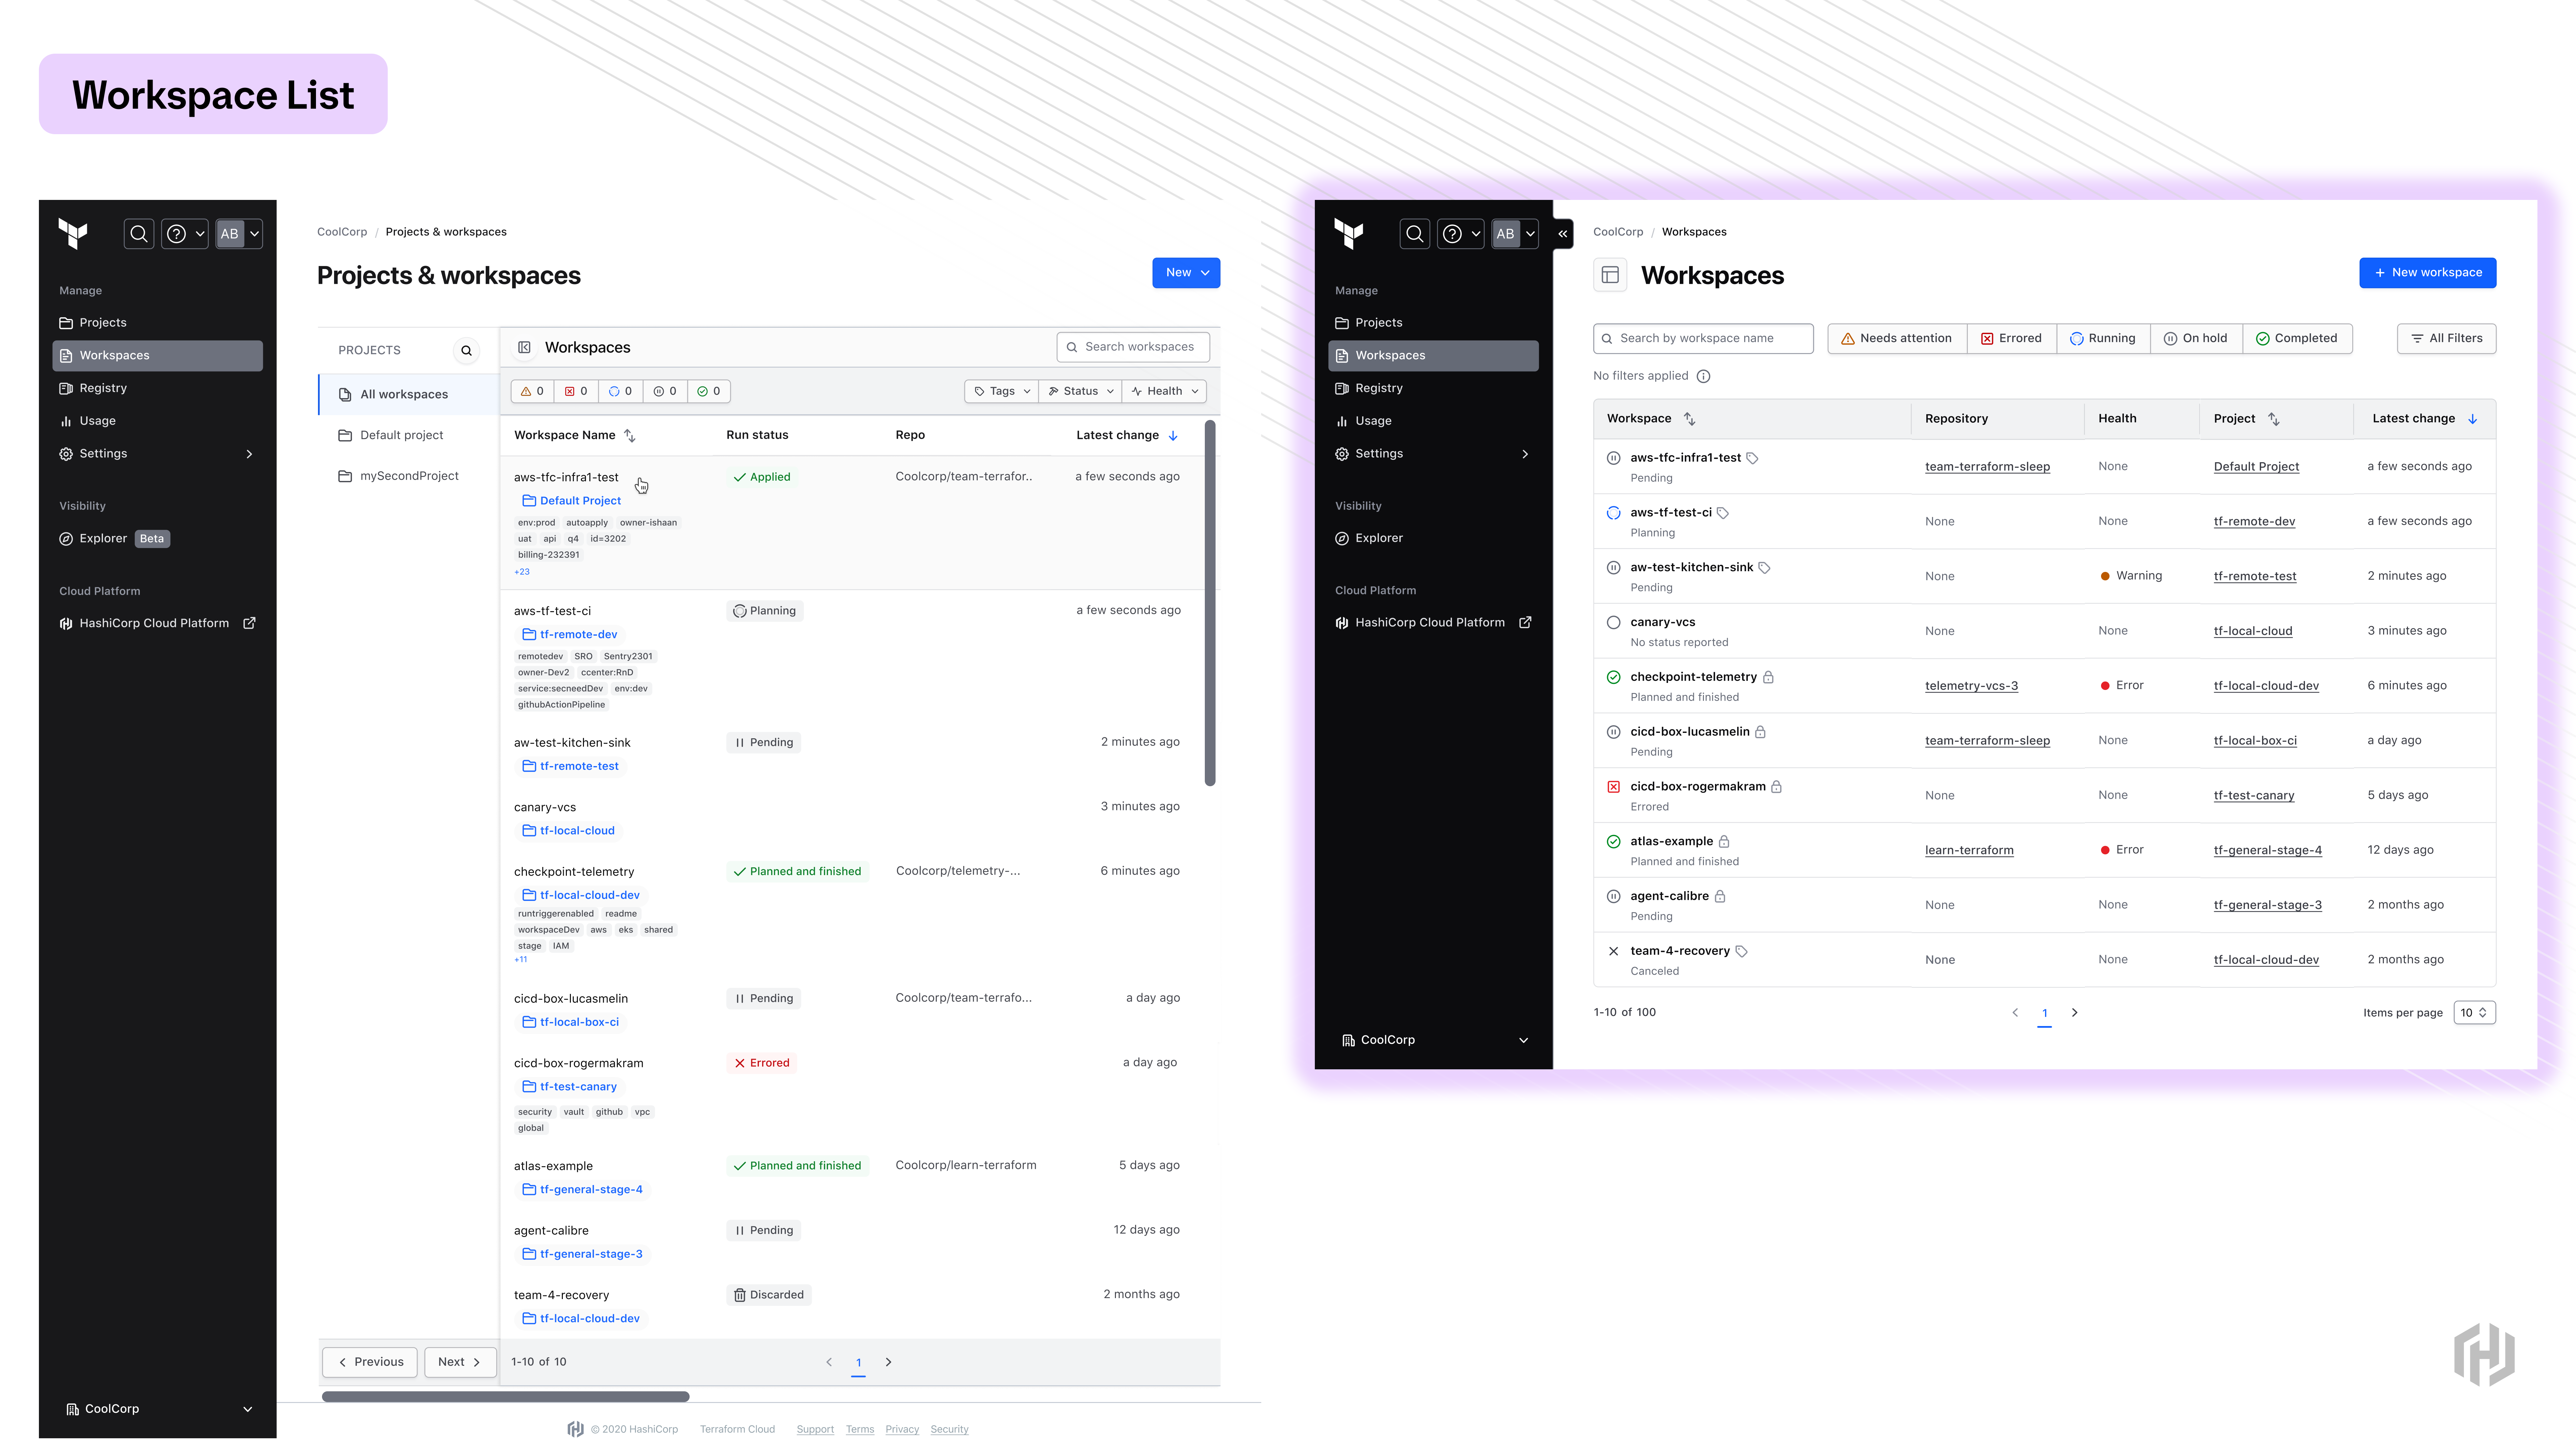 Workspace List
AB
Manage
Projects
Workspaces
Registry
Usage
Settings
Visibility
Explorer Beta
Cloud Platform
HashiCorp Cloud Platform
CoolCorp
CoolCorp / Projects & workspaces
Projects & workspaces
New
PROJECTS
All workspaces
Default project
mySecondProject
Previous Next
Workspaces
Search workspaces
0 0 0 0 0 Tags Status Health
Workspace Name Run status Repo Latest change
aws-tfc-infra1-test Applied Coolcorp/team-terrafor.. a few seconds ago
Default Project
env:prod autoapply owner-ishaan
uat api q4 id=3202
billing-232391
+23
aws-tf-test-ci Planning a few seconds ago
tf-remote-dev
remotedev SRO Sentry2301
owner-Dev2 ccenter:RnD
service:secneedDev env:dev
githubActionPipeline
aw-test-kitchen-sink Pending 2 minutes ago
tf-remote-test
canary-vcs 3 minutes ago
tf-local-cloud
checkpoint-telemetry Planned and finished Coolcorp/telemetry-... 6 minutes ago
tf-local-cloud-dev
runtriggerenabled readme
workspaceDev aws eks shared
stage IAM
+11
cicd-box-lucasmelin Pending Coolcorp/team-terrafo... a day ago
tf-local-box-ci
cicd-box-rogermakram Errored a day ago
tf-test-canary
security vault github vpc
global
atlas-example Planned and finished Coolcorp/learn-terraform 5 days ago
tf-general-stage-4
agent-calibre Pending 12 days ago
tf-general-stage-3
team-4-recovery Discarded 2 months ago
tf-local-cloud-dev
1-10 of 10 1
© 2020 HashiCorp Terraform Cloud Support Terms Privacy Security
AB
Manage
Projects
Workspaces
Registry
Usage
Settings
Visibility
Explorer
Cloud Platform
HashiCorp Cloud Platform
CoolCorp
CoolCorp / Workspaces
Workspaces
+ New workspace
Search by workspace name Needs attention Errored Running On hold Completed All Filters
No filters applied
Workspace Repository Health Project Latest change
aws-tfc-infra1-test team-terraform-sleep None Default Project a few seconds ago
Pending
aws-tf-test-ci None None tf-remote-dev a few seconds ago
Planning
aw-test-kitchen-sink None Warning tf-remote-test 2 minutes ago
Pending
canary-vcs None None tf-local-cloud 3 minutes ago
No status reported
checkpoint-telemetry telemetry-vcs-3 Error tf-local-cloud-dev 6 minutes ago
Planned and finished
cicd-box-lucasmelin team-terraform-sleep None tf-local-box-ci a day ago
Pending
cicd-box-rogermakram None None tf-test-canary 5 days ago
Errored
atlas-example learn-terraform Error tf-general-stage-4 12 days ago
Planned and finished
agent-calibre None None tf-general-stage-3 2 months ago
Pending
team-4-recovery None None tf-local-cloud-dev 2 months ago
Canceled
1-10 of 100 1 Items per page 10